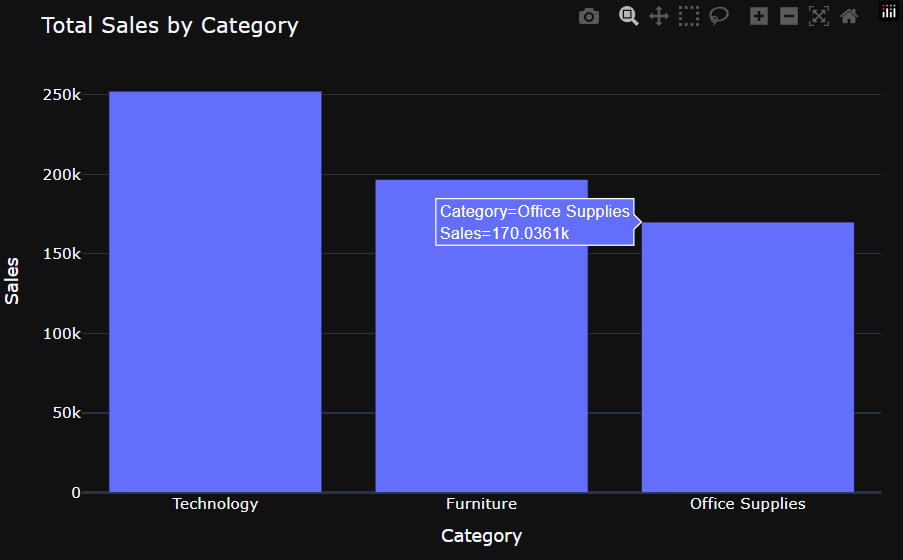 Total Sales by Category
250k
200k
150k
100k
50k
0
Sales
Category=Office Supplies
Sales=170.0361k
Technology
Furniture
Office Supplies
Category